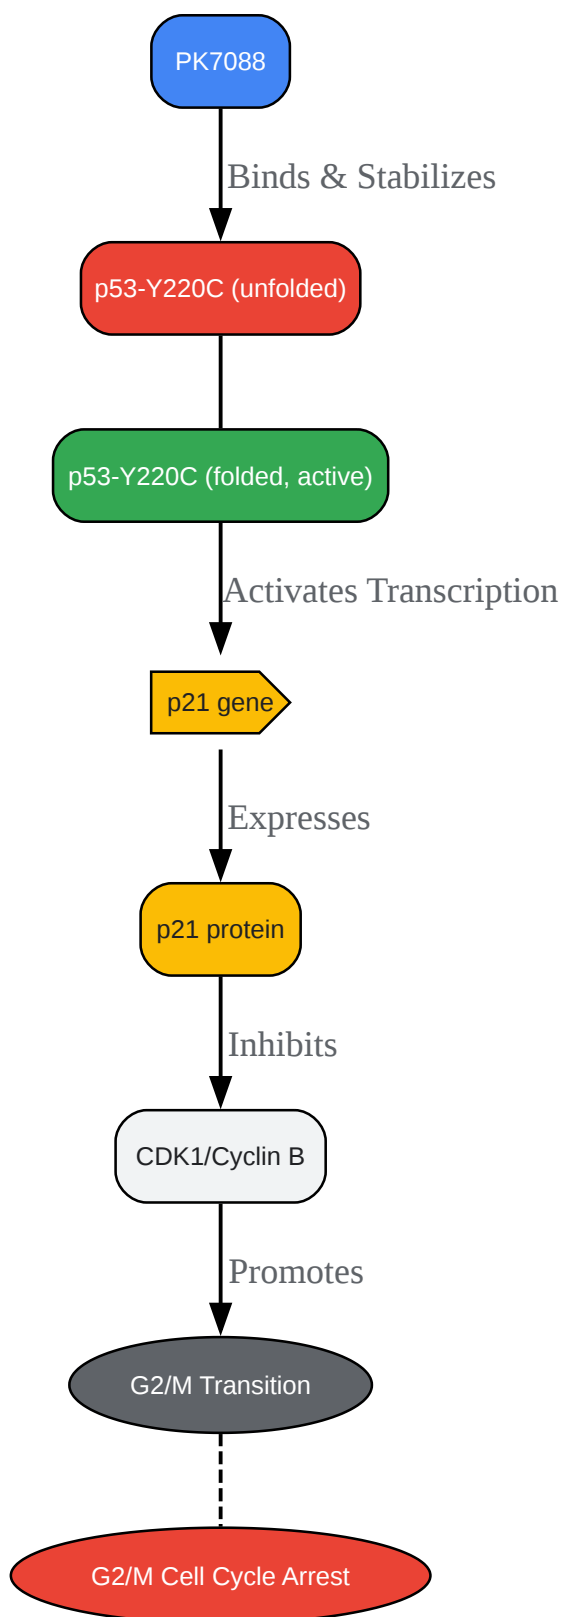 PK7088
Binds & Stabilizes
p53-Y220C (unfolded)
p53-Y220C (folded, active)
Activates Transcription
p21 gene
Expresses
p21 protein
Inhibits
CDK1/Cyclin B
Promotes
G2/M Transition
G2/M Cell Cycle Arrest